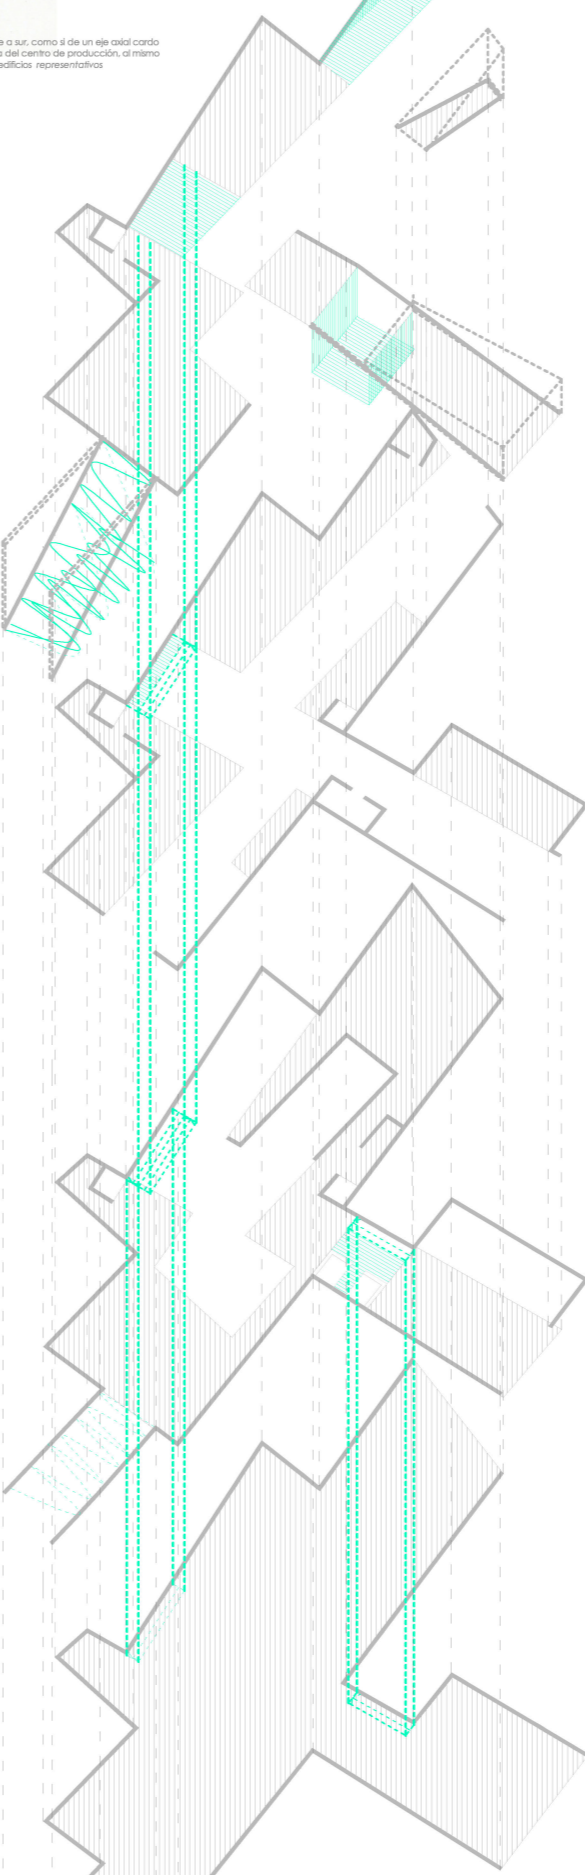 e a sur, como si de un eje axial cardo
s del centro de producción, al mismo
edificios representativos